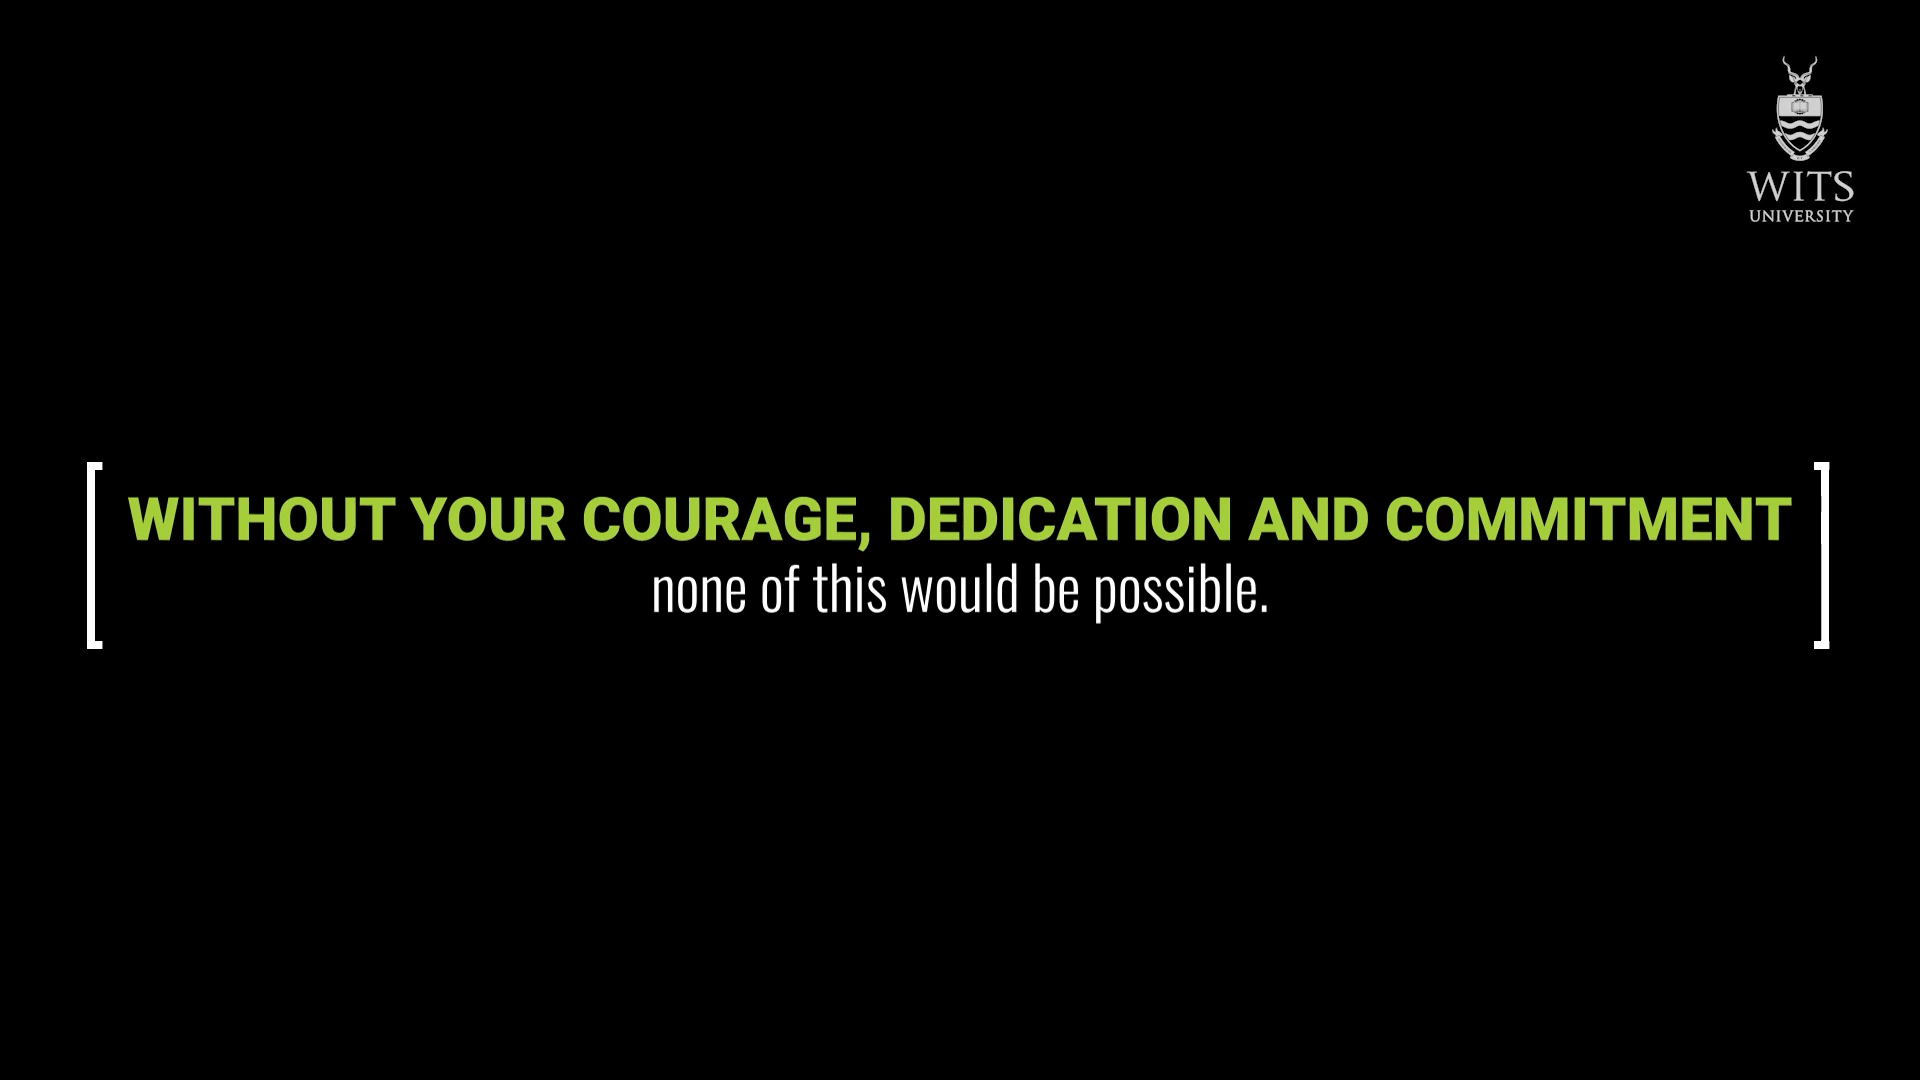 WITS
UNIVERSITY
WITHOUT YOUR COURAGE, DEDICATION AND COMMITMENT
none of this would be possible.